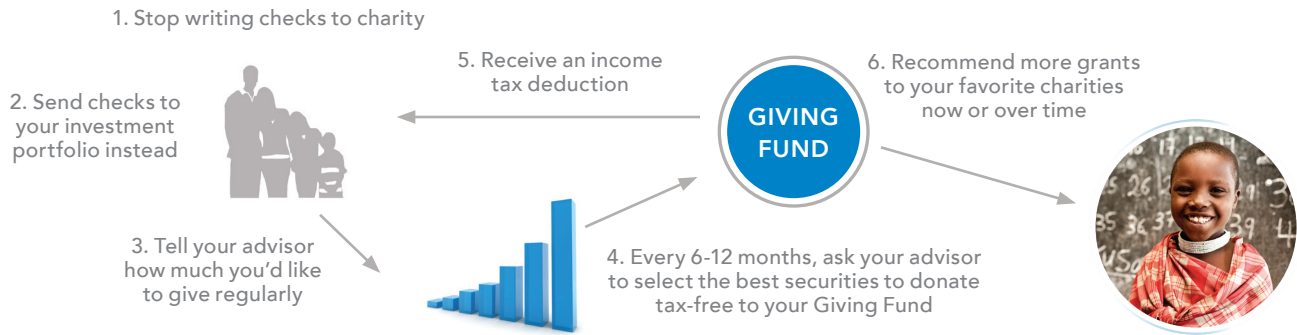 1. Stop writing checks to charity
2. Send checks to
your investment
portfolio instead
3. Tell your advisor
how much you'd like
to give regularly
4. Every 6-12 months, ask your advisor
to select the best securities to donate
tax-free to your Giving Fund
5. Receive an income
tax deduction
GIVING
FUND
6. Recommend more grants
to your favorite charities
now or over time